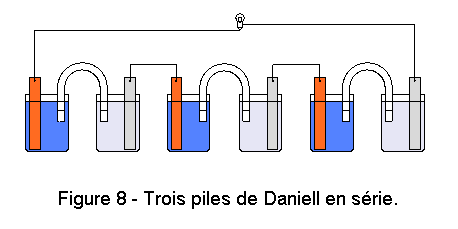 Figure 8 - Trois piles de Daniell en série.